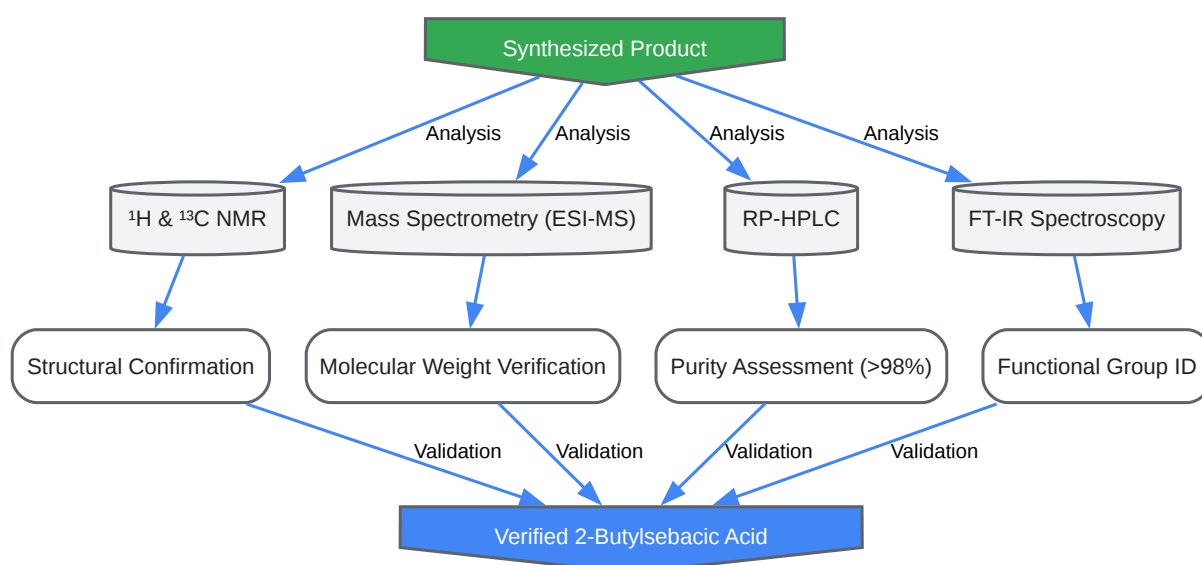 Synthesized Product
Analysis
Analysis
Analysis
Analysis
¹H & ¹³C NMR
Mass Spectrometry (ESI-MS)
RP-HPLC
FT-IR Spectroscopy
Structural Confirmation
Molecular Weight Verification
Purity Assessment (>98%)
Functional Group ID
Validation
Validation
Validation
Validation
Verified 2-Butylsebacic Acid